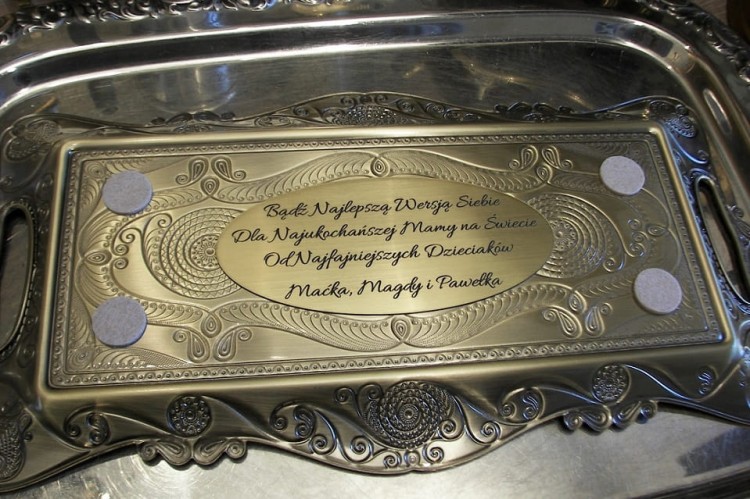 Bądź Najlepszą Wersją Siebie
Dla Najukochańszej Mamy na Świecie
Od Najfajniejszych Dzieciaków
Maćka, Magdy i Pawełka